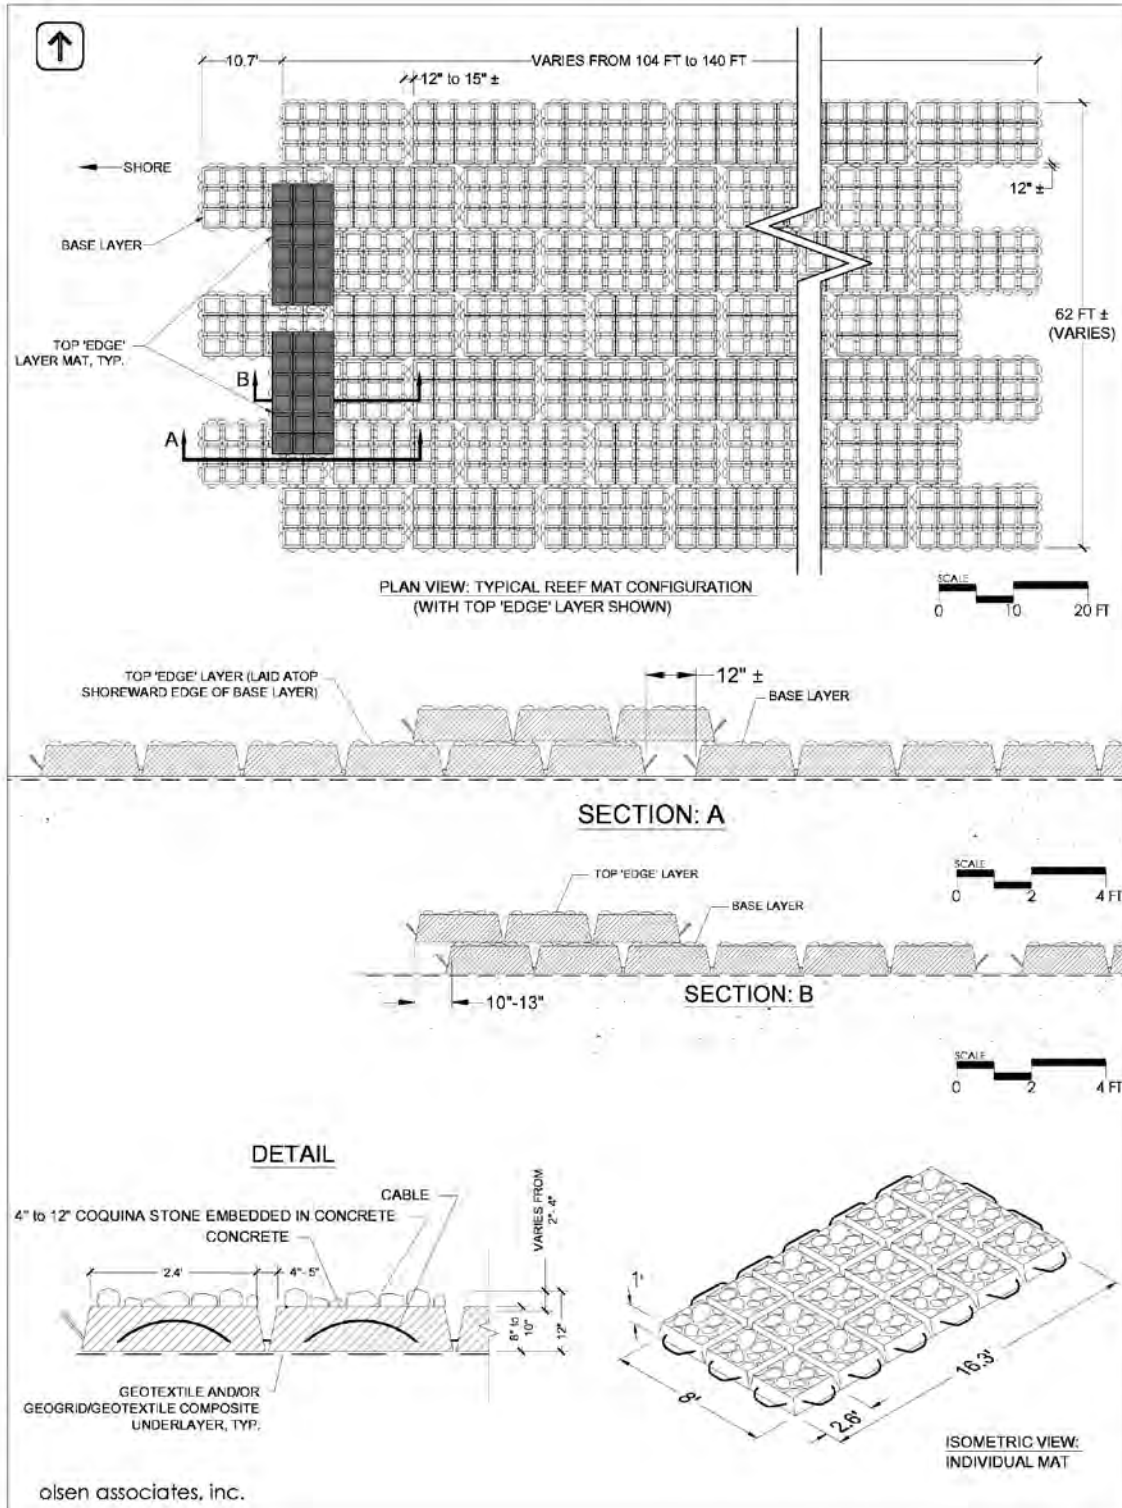 10.7'
VARIES FROM 104 FT to 140 FT
12" to 15" ±
SHORE
12" ±
BASE LAYER
62 FT ±
(VARIES)
TOP 'EDGE'
LAYER MAT, TYP.
B
A
PLAN VIEW: TYPICAL REEF MAT CONFIGURATION
(WITH TOP 'EDGE' LAYER SHOWN)
SCALE
0 10 20 FT
TOP 'EDGE' LAYER (LAID ATOP
SHOREWARD EDGE OF BASE LAYER)
12" ±
BASE LAYER
SECTION: A
SCALE
0 2 4 FT
TOP 'EDGE' LAYER
BASE LAYER
10"-13"
SECTION: B
SCALE
0 2 4 FT
DETAIL
CABLE
4" to 12" COQUINA STONE EMBEDDED IN CONCRETE
CONCRETE
VARIES FROM
2"- 4"
2.4'
4"- 5"
8" to
10"
12"
GEOTEXTILE AND/OR
GEOGRID/GEOTEXTILE COMPOSITE
UNDERLAYER, TYP.
1'
8'
2.6'
16.3'
ISOMETRIC VIEW:
INDIVIDUAL MAT
olsen associates, inc.